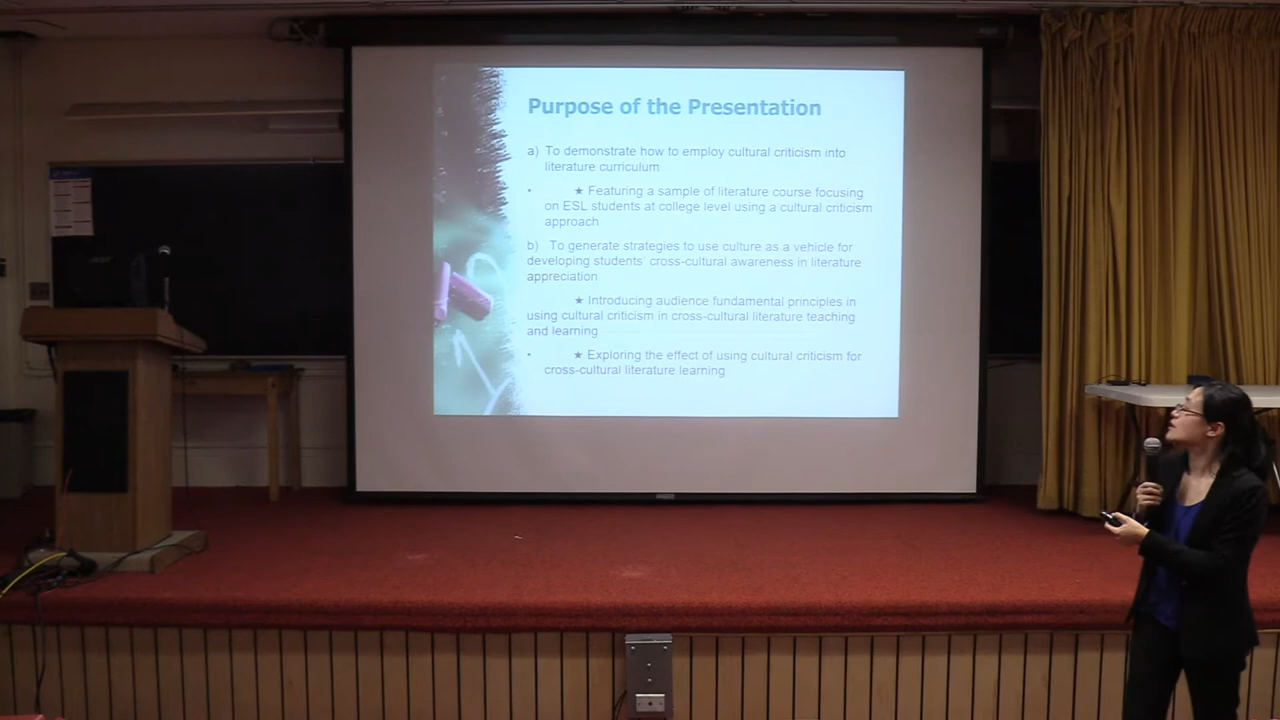 Purpose of the Presentation
a) To demonstrate how to employ cultural criticism into
literature curriculum
• ★ Featuring a sample of literature course focusing
on ESL students at college level using a cultural criticism
approach
b) To generate strategies to use culture as a vehicle for
developing students' cross-cultural awareness in literature
appreciation
★ Introducing audience fundamental principles in
using cultural criticism in cross-cultural literature teaching
and learning
• ★ Exploring the effect of using cultural criticism for
cross-cultural literature learning